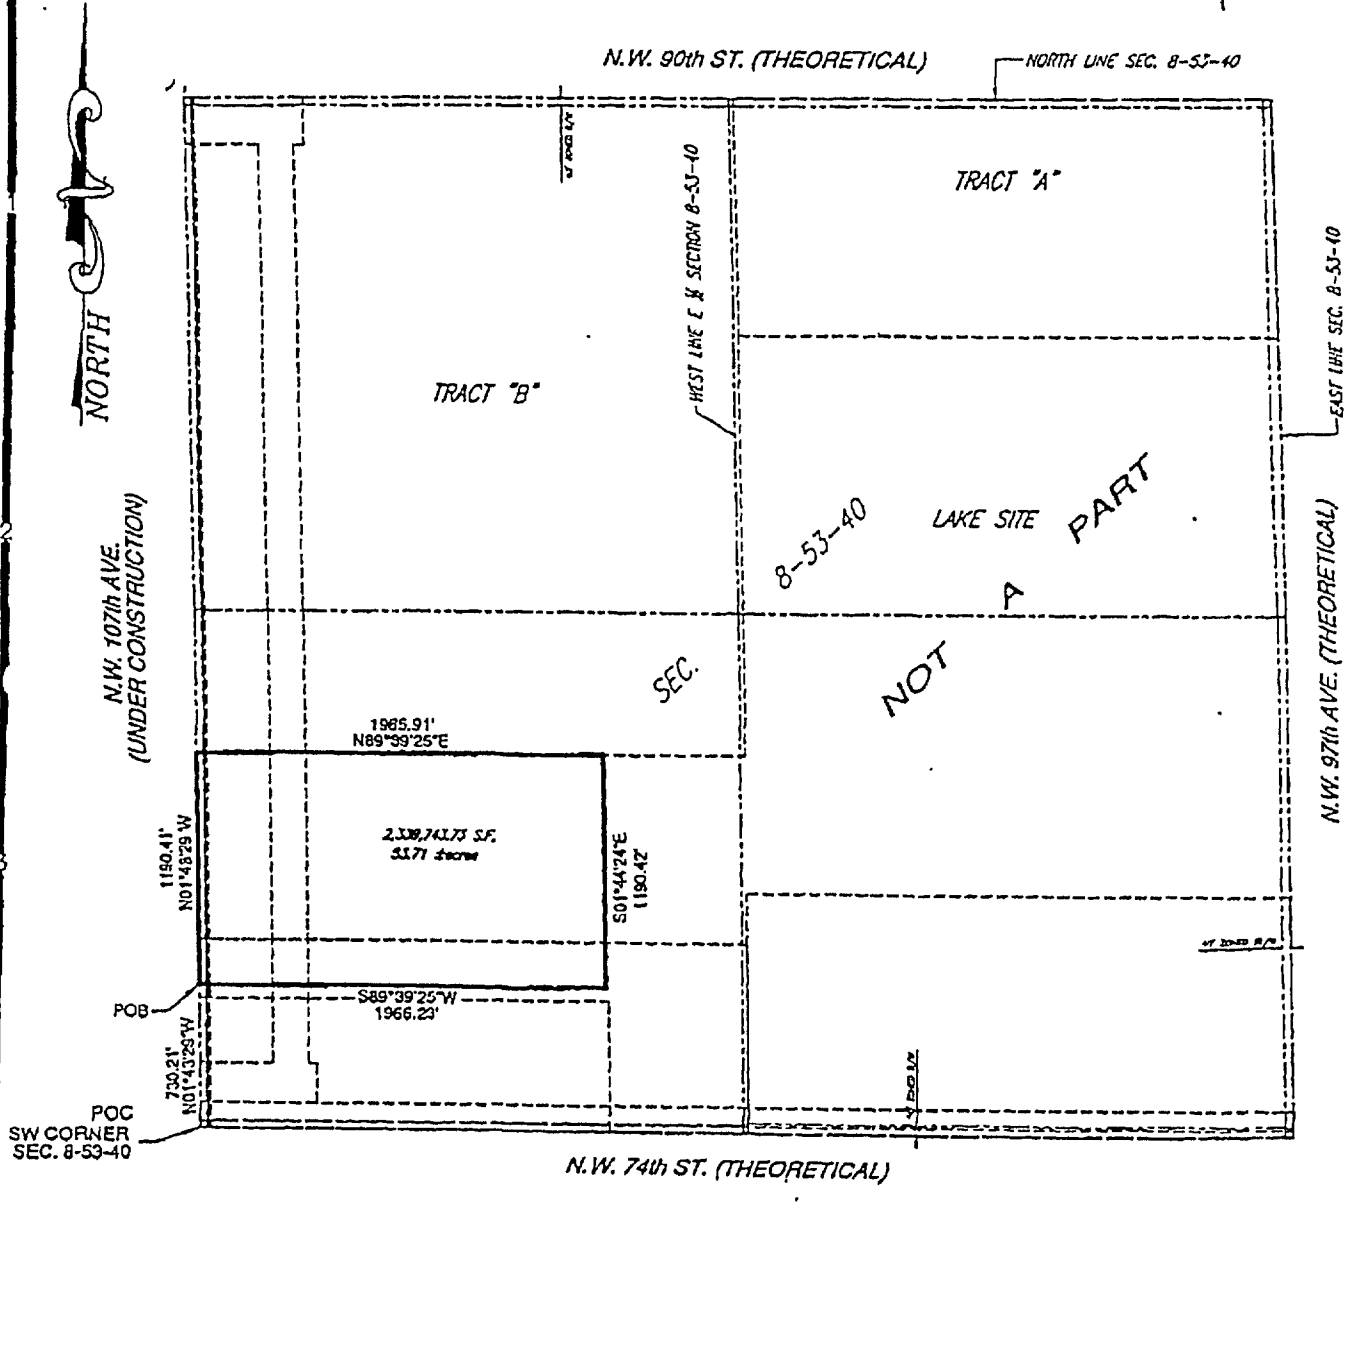 N.W. 90th ST. (THEORETICAL)
NORTH LINE SEC. 8-53-40
TRACT "A"
WEST LINE E ½ SECTION 8-53-40
EAST LINE SEC. 8-53-40
NORTH
TRACT "B"
N.W. 107th AVE.
(UNDER CONSTRUCTION)
LAKE SITE
SEC. 8-53-40
NOT A PART
N.W. 97th AVE. (THEORETICAL)
1965.91'
N89°39'25"E
1190.41'
N01°43'29"W
S.F.
53.71 ±acres
S01°44'24"E
1190.42'
POB
S89°39'25"W
1966.23'
730.21'
N01°43'29"W
POC
SW CORNER
SEC. 8-53-40
N.W. 74th ST. (THEORETICAL)